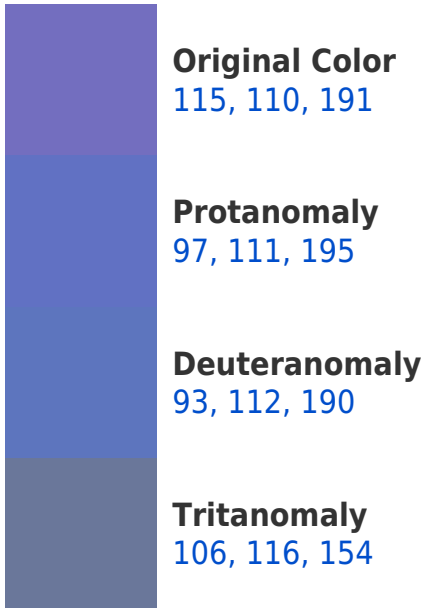 Original Color
115, 110, 191
Protanomaly
97, 111, 195
Deuteranomaly
93, 112, 190
Tritanomaly
106, 116, 154